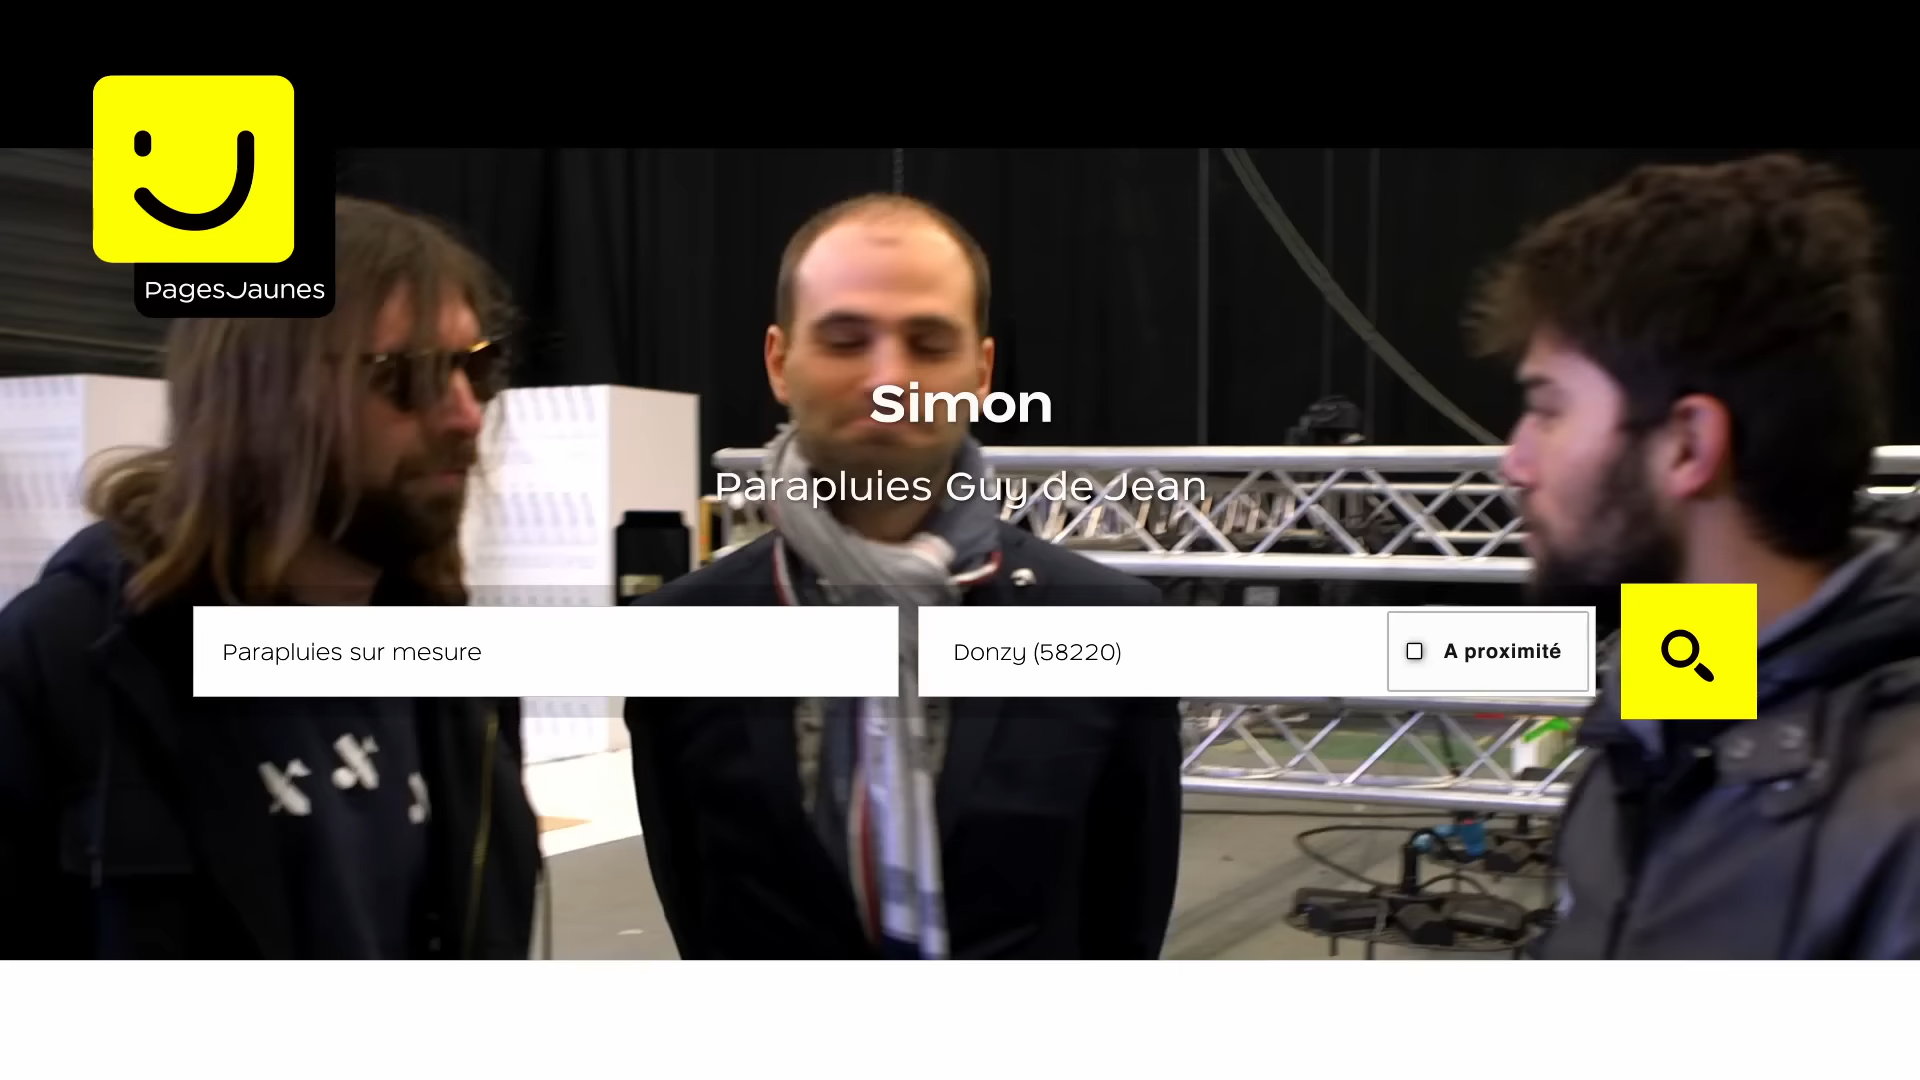 PagesJaunes
Simon
Parapluies Guy de Jean
Parapluies sur mesure
Donzy (58220)
A proximité